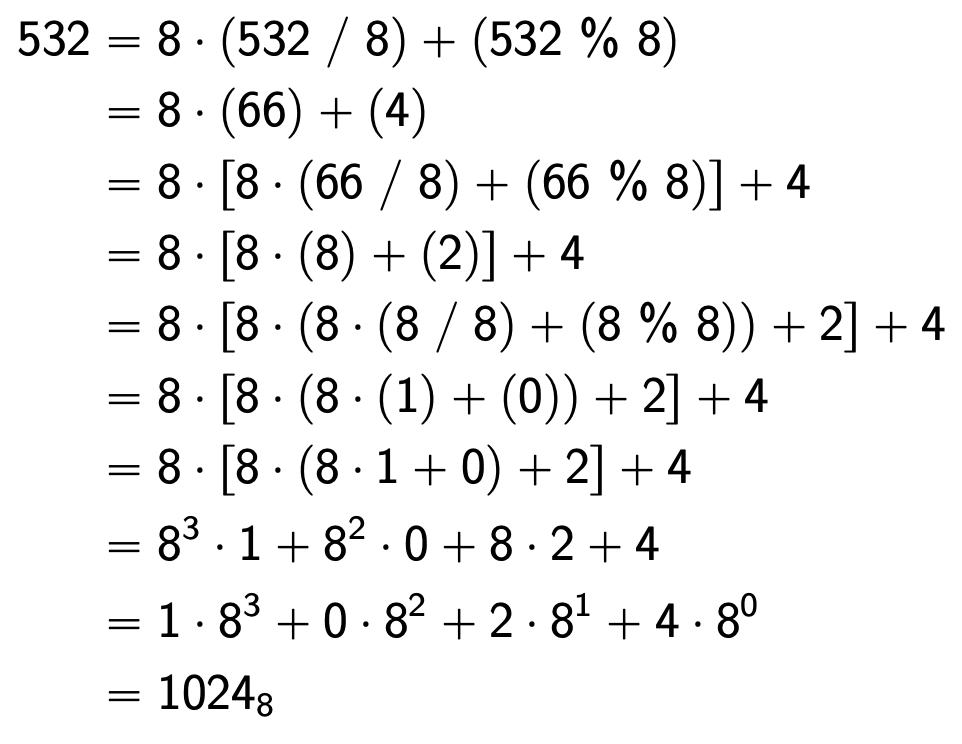 532 = 8 · (532 / 8) + (532 % 8)
= 8 · (66) + (4)
= 8 · [8 · (66 / 8) + (66 % 8)] + 4
= 8 · [8 · (8) + (2)] + 4
= 8 · [8 · (8 · (8 / 8) + (8 % 8)) + 2] + 4
= 8 · [8 · (8 · (1) + (0)) + 2] + 4
= 8 · [8 · (8 · 1 + 0) + 2] + 4
= 8³ · 1 + 8² · 0 + 8 · 2 + 4
= 1 · 8³ + 0 · 8² + 2 · 8¹ + 4 · 8⁰
= 1024₈